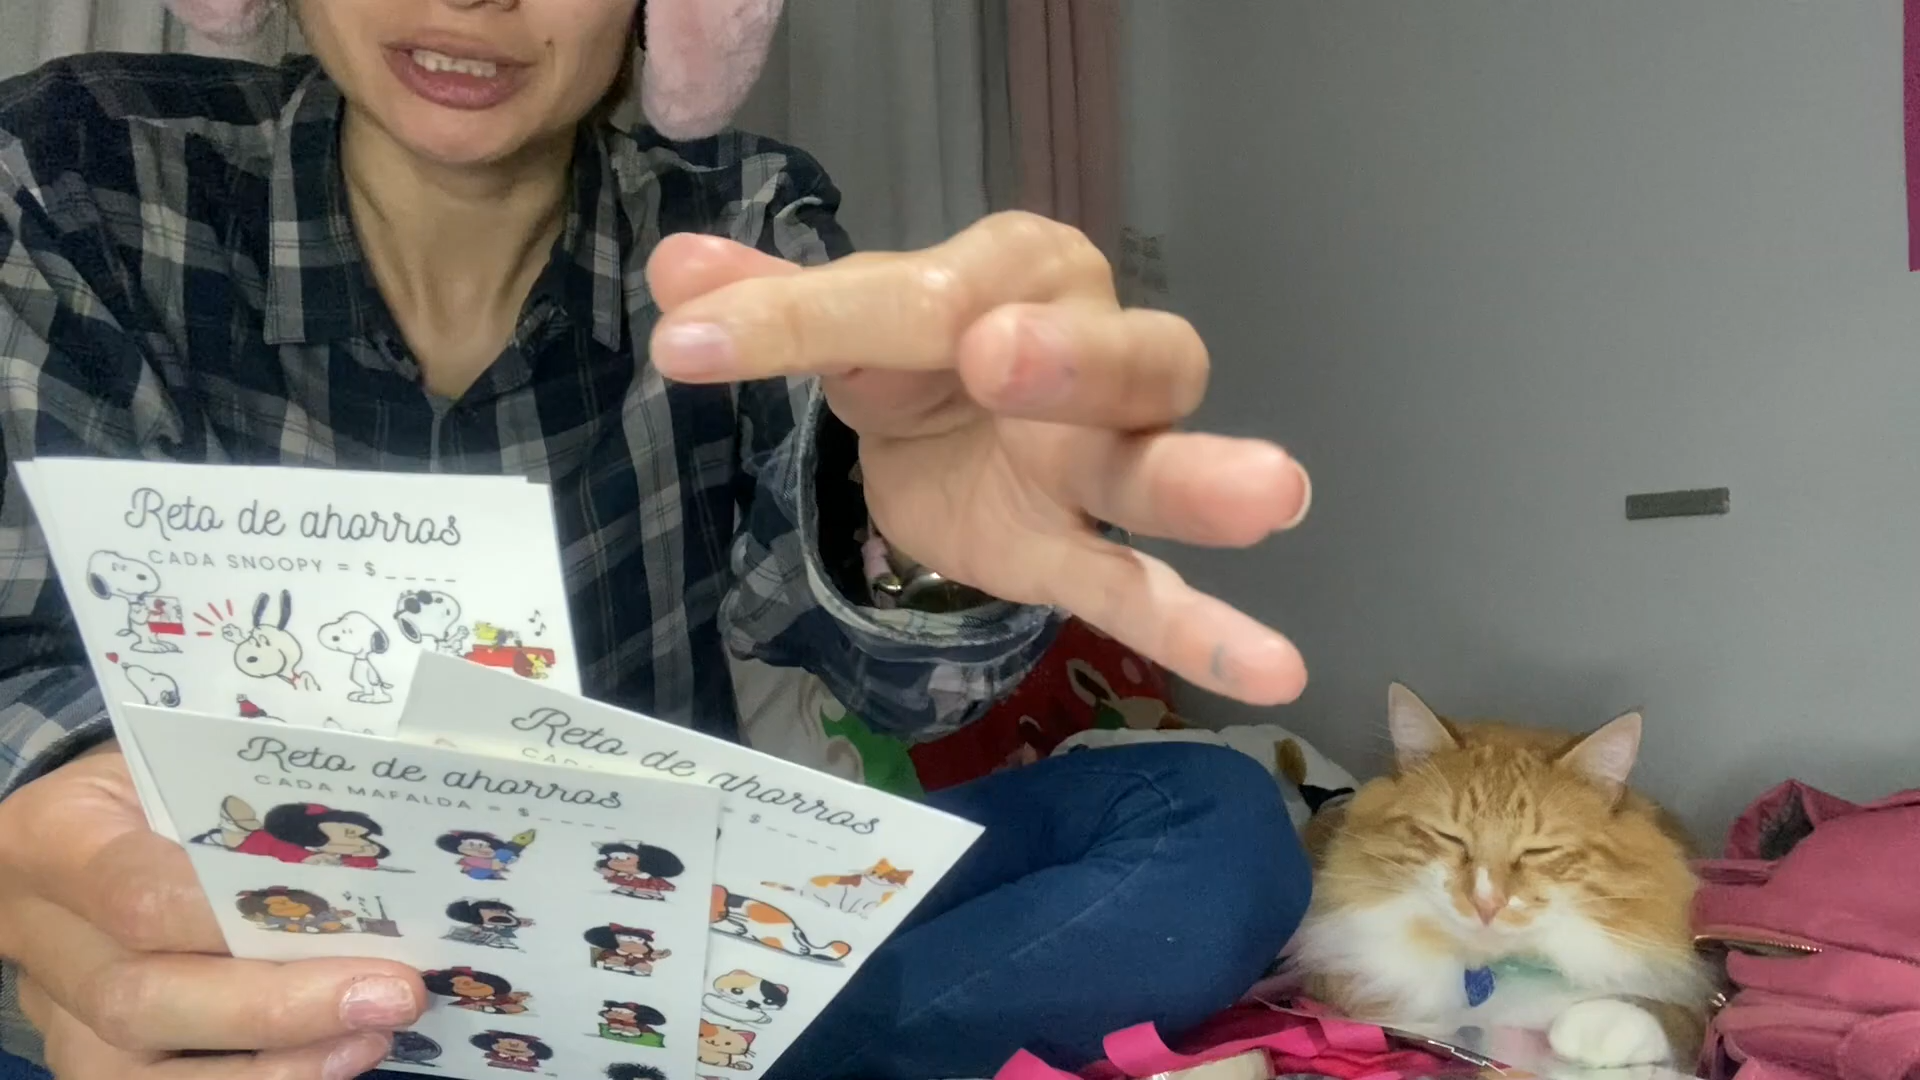 Reto de ahorros
CADA SNOOPY = $ _ _ _ _
Reto de ahorros
= $ _ _ _ _
Reto de ahorros
CADA MAFALDA = $ _ _ _ _